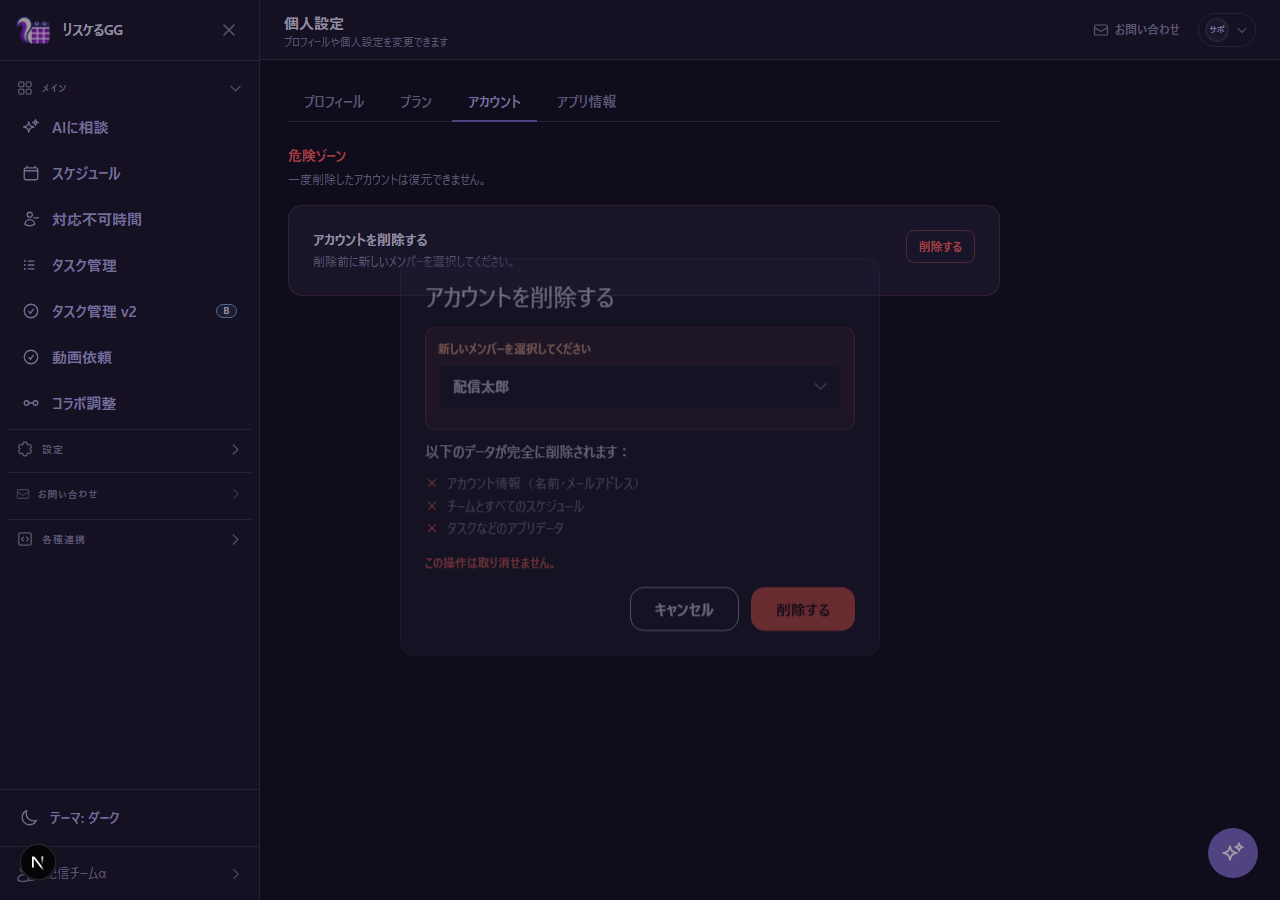 リスケるGG
個人設定
プロフィールや個人設定を変更できます
お問い合わせ
サポ
メイン
AIに相談
スケジュール
対応不可時間
タスク管理
タスク管理 v2
B
動画依頼
コラボ調整
設定
お問い合わせ
各種連携
テーマ: ダーク
N
信チームα
プロフィール
プラン
アカウント
アプリ情報
危険ゾーン
一度削除したアカウントは復元できません。
アカウントを削除する
削除前に新しいメンバーを選択してください。
削除する
アカウントを削除する
新しいメンバーを選択してください
配信太郎
以下のデータが完全に削除されます：
× アカウント情報（名前・メールアドレス）
× チームとすべてのスケジュール
× タスクなどのアプリデータ
この操作は取り消せません。
キャンセル
削除する